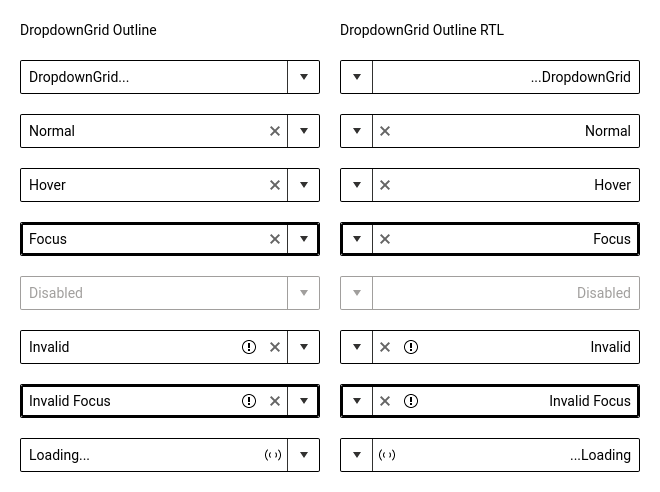 DropdownGrid Outline
DropdownGrid Outline RTL
DropdownGrid...
...DropdownGrid
Normal
Normal
Hover
Hover
Focus
Focus
Disabled
Disabled
Invalid
Invalid
Invalid Focus
Invalid Focus
Loading...
...Loading